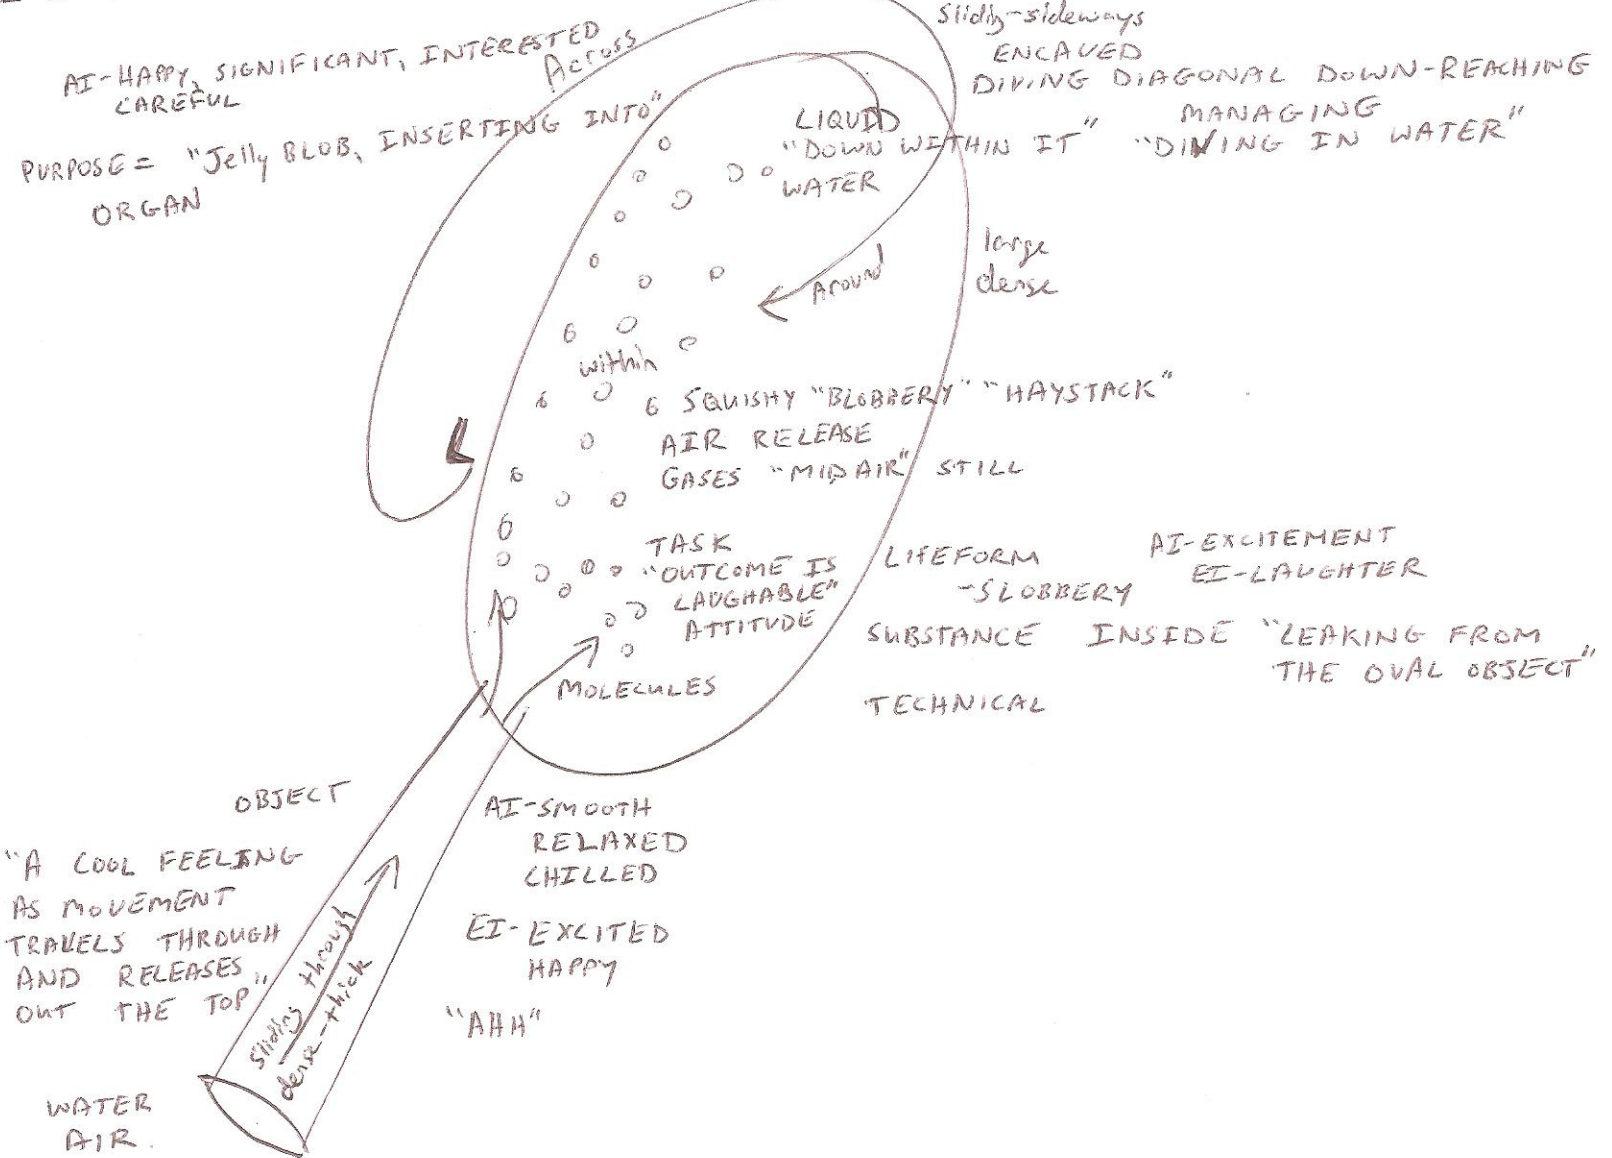 Sliding-sideways
ENCAVED
DIVING DIAGONAL DOWN-REACHING
MANAGING
"DIVING IN WATER"
AI-HAPPY, SIGNIFICANT, INTERESTED
CAREFUL
Across
PURPOSE = "Jelly BLOB, INSERTING INTO"
ORGAN
LIQUID
"DOWN WITHIN IT"
WATER
large
dense
Around
within
SQUISHY "BLOBBERY" "HAYSTACK"
AIR RELEASE
GASES "MIDAIR" STILL
TASK
"OUTCOME IS
LAUGHABLE"
ATTITUDE
LIFEFORM
-SLOBBERY
AI-EXCITEMENT
EI-LAUGHTER
SUBSTANCE INSIDE "LEAKING FROM
THE OVAL OBJECT"
MOLECULES
TECHNICAL
OBJECT
"A COOL FEELING
AS MOVEMENT
TRAVELS THROUGH
AND RELEASES
OUT THE TOP"
AI-SMOOTH
RELAXED
CHILLED
EI-EXCITED
HAPPY
"AHH"
Sliding through
dense-thick
WATER
AIR